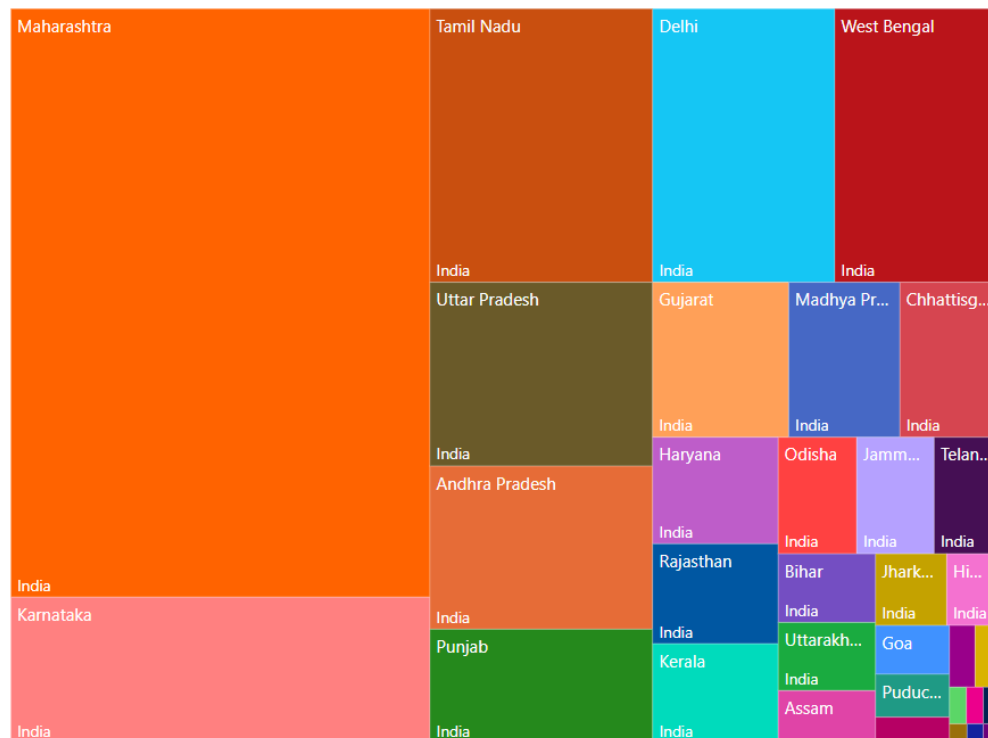 Maharashtra
India
Karnataka
India
Tamil Nadu
India
Uttar Pradesh
India
Andhra Pradesh
India
Punjab
India
Delhi
India
West Bengal
India
Gujarat
India
Madhya Pr...
India
Chhattisg...
India
Haryana
India
Rajasthan
India
Kerala
India
Odisha
India
Jamm...
India
Telan...
India
Bihar
India
Uttarakh...
India
Assam
Jhark...
India
Hi...
India
Goa
Puduc...